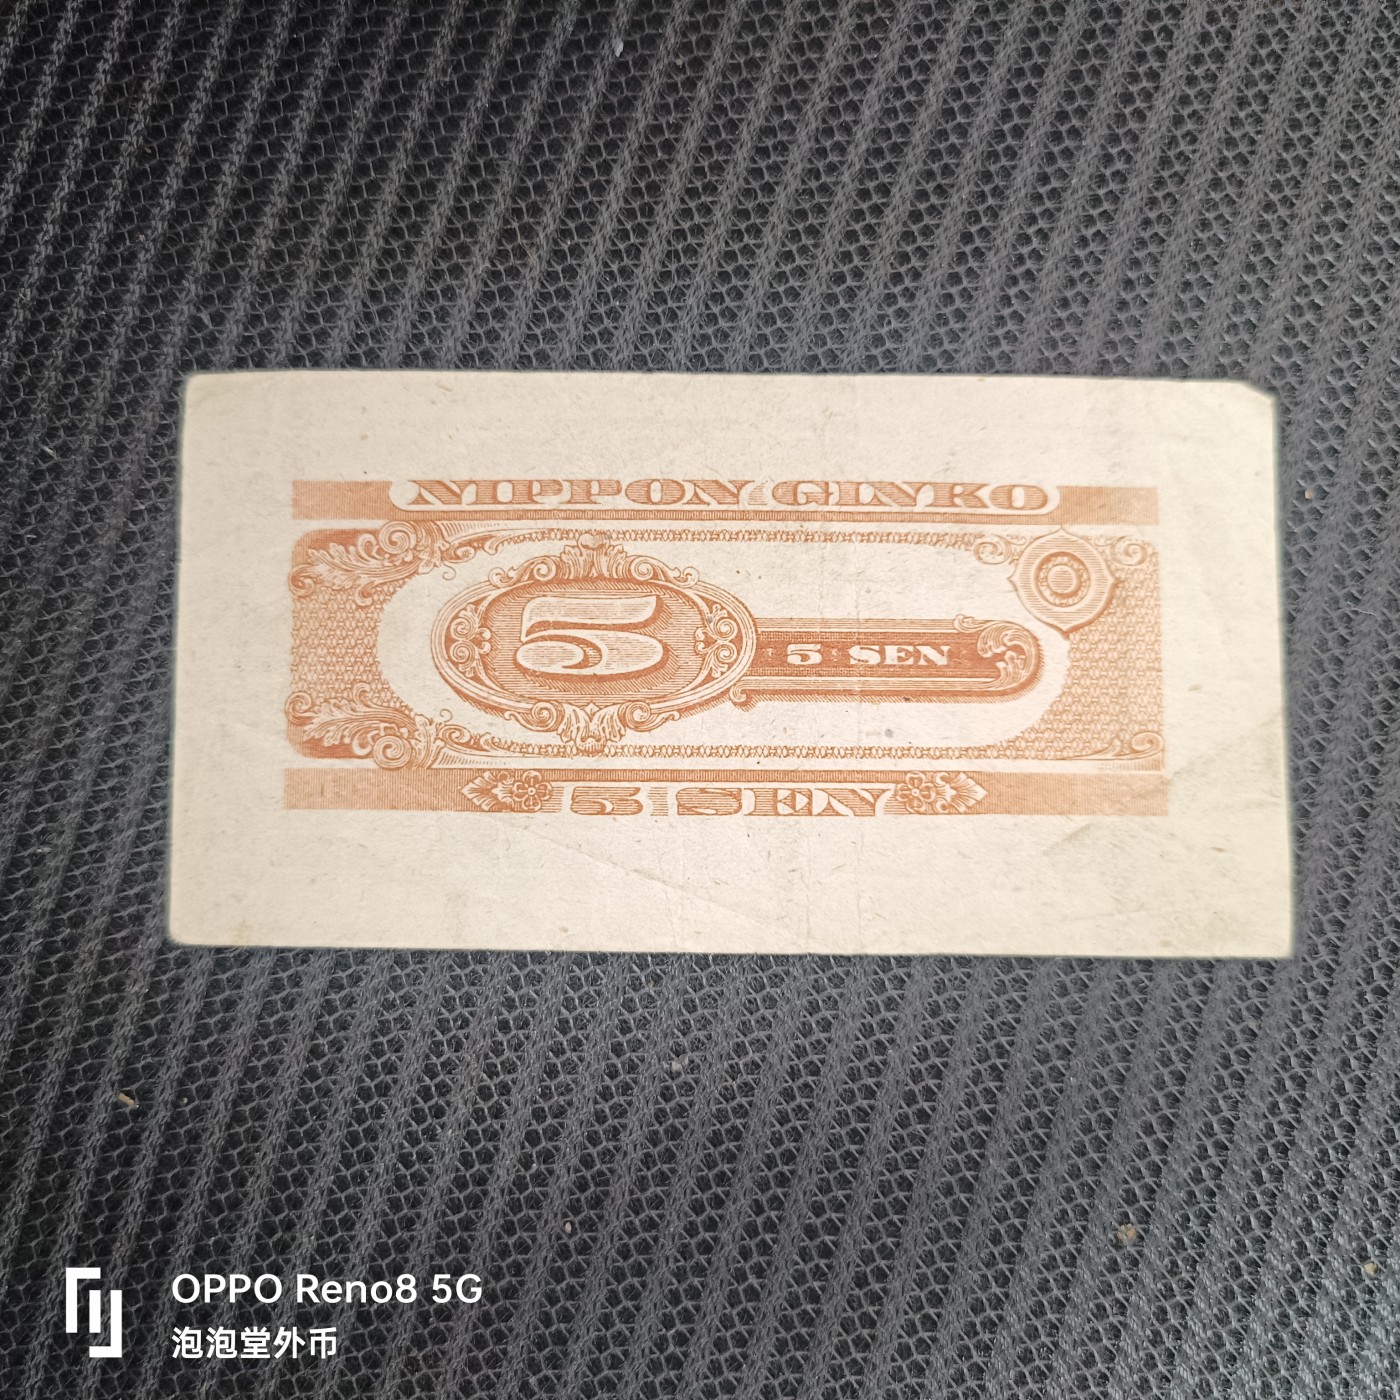 NIPPON GINKO
5
5 SEN
5 SEN
OPPO Reno8 5G
泡泡堂外币